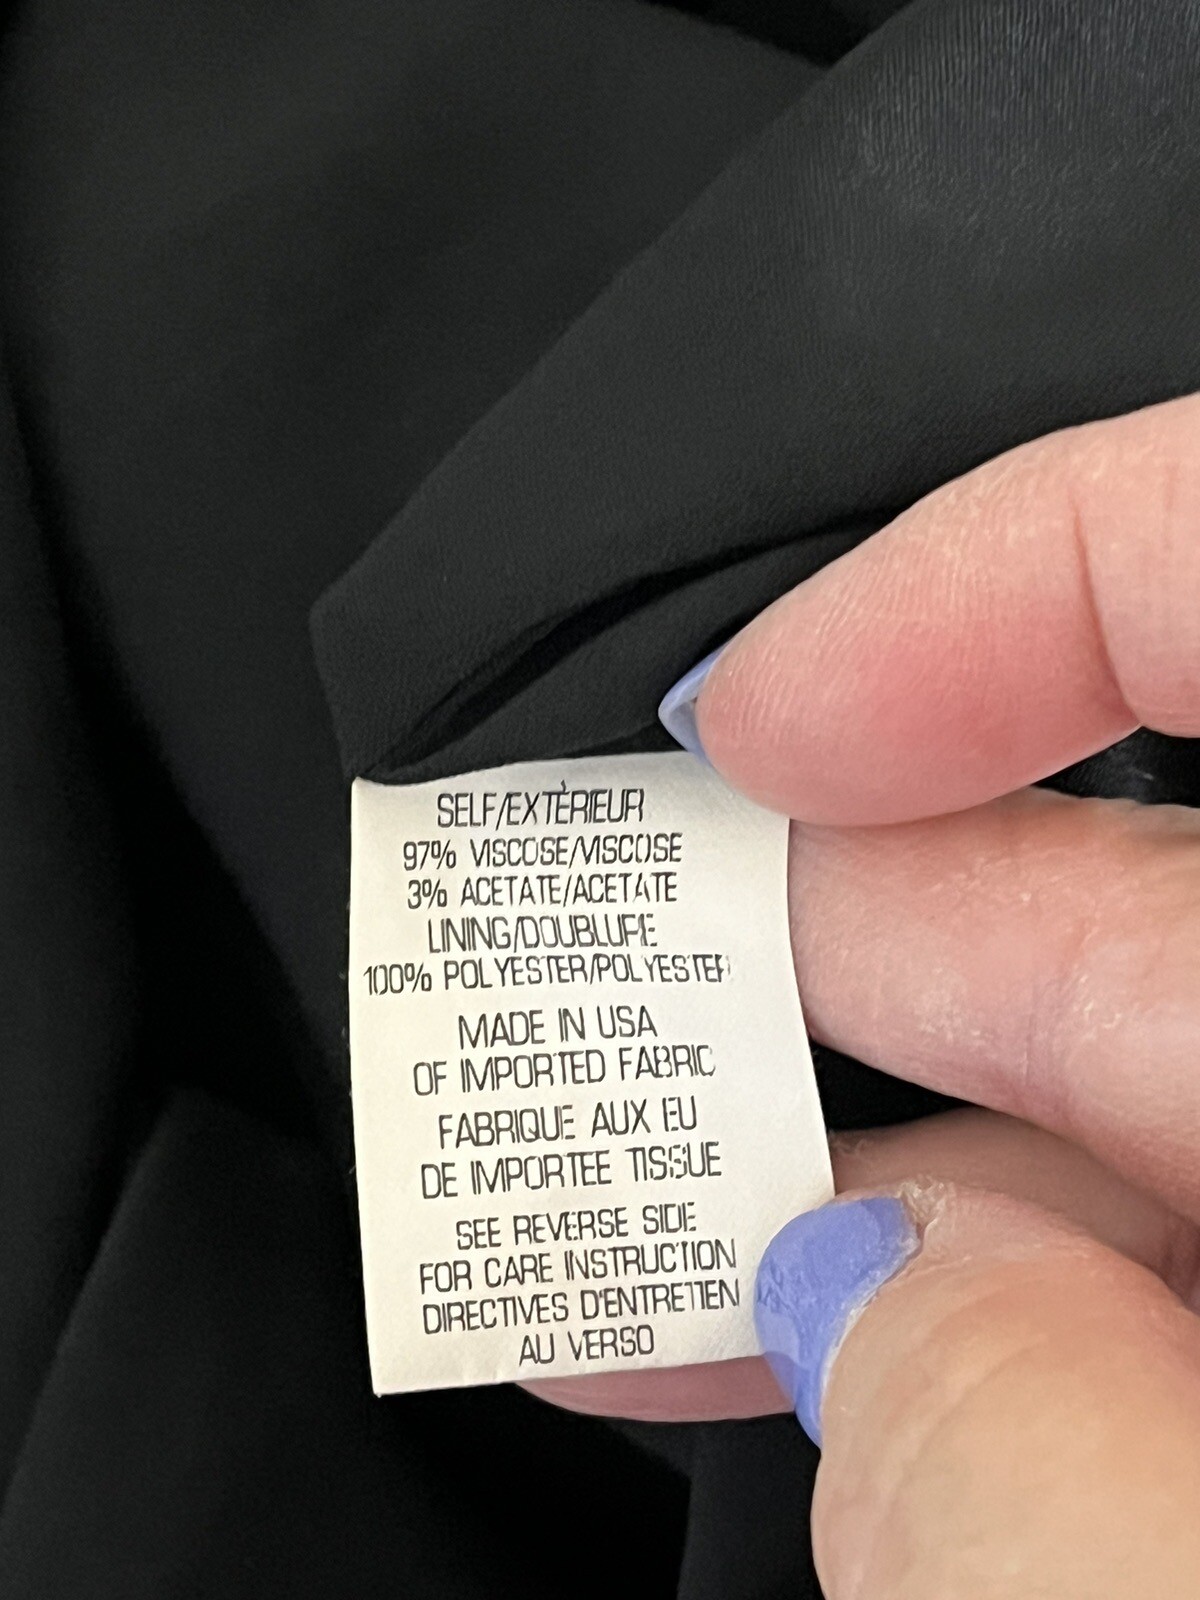 SELF/EXTÈRIEUR
97% VISCOSE/VISCOSE
3% ACETATE/ACETATE
LINING/DOUBLURE
100% POLYESTER/POLYESTER
MADE IN USA
OF IMPORTED FABRIC
FABRIQUE AUX EU
DE IMPORTEE TISSUE
SEE REVERSE SIDE
FOR CARE INSTRUCTION
DIRECTIVES D'ENTRETIEN
AU VERSO